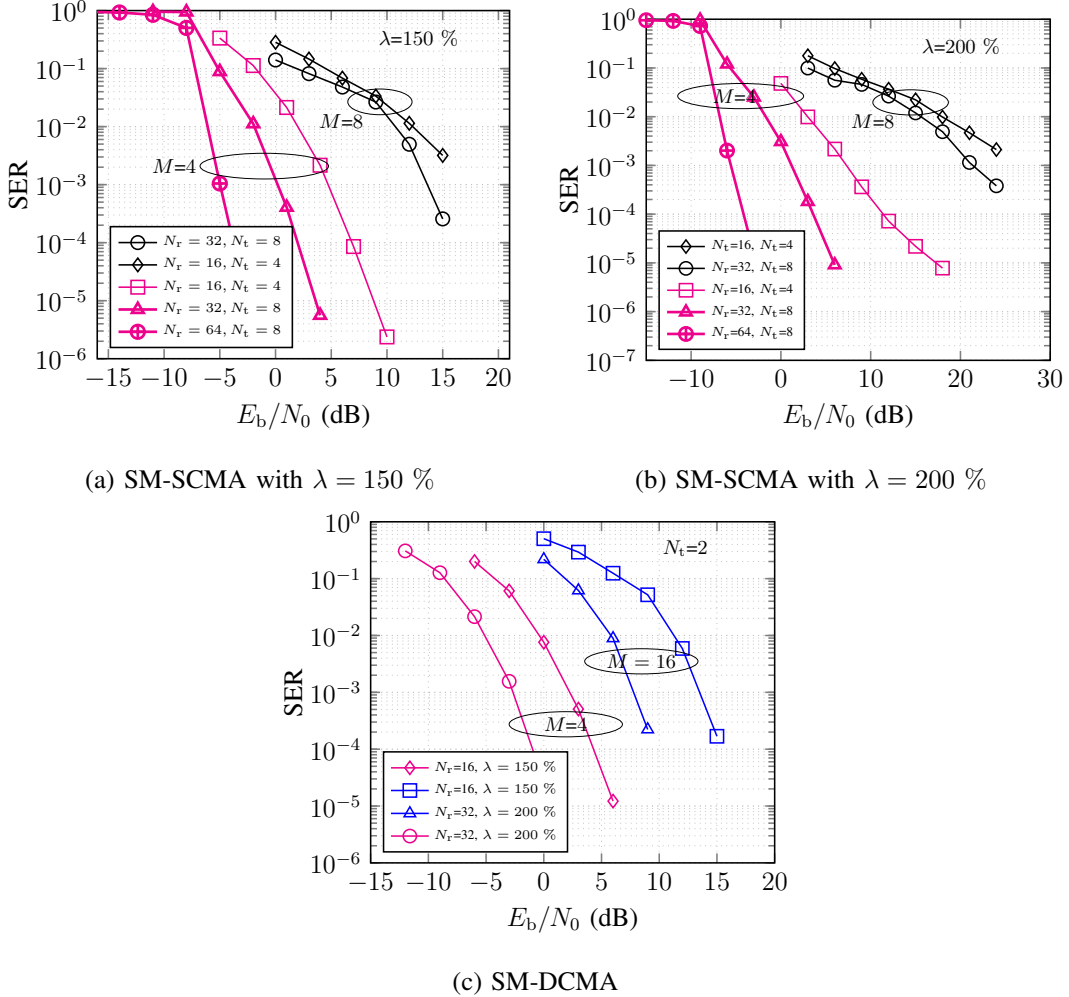 10^0
10^-1
10^-2
10^-3
10^-4
10^-5
10^-6
SER
λ=150 %
M=8
M=4
N_r = 32, N_t = 8
N_r = 16, N_t = 4
N_r = 16, N_t = 4
N_r = 32, N_t = 8
N_r = 64, N_t = 8
−15 −10 −5 0 5 10 15 20
E_b/N_0 (dB)
(a) SM-SCMA with λ = 150 %
10^0
10^-1
10^-2
10^-3
10^-4
10^-5
10^-6
10^-7
SER
λ=200 %
M=4
M=8
N_t=16, N_t=4
N_r=32, N_t=8
N_r=16, N_t=4
N_r=32, N_t=8
N_r=64, N_t=8
−10 0 10 20 30
E_b/N_0 (dB)
(b) SM-SCMA with λ = 200 %
10^0
10^-1
10^-2
10^-3
10^-4
10^-5
10^-6
SER
N_t=2
M = 16
M=4
N_r=16, λ = 150 %
N_r=16, λ = 150 %
N_r=32, λ = 200 %
N_r=32, λ = 200 %
−15 −10 −5 0 5 10 15 20
E_b/N_0 (dB)
(c) SM-DCMA